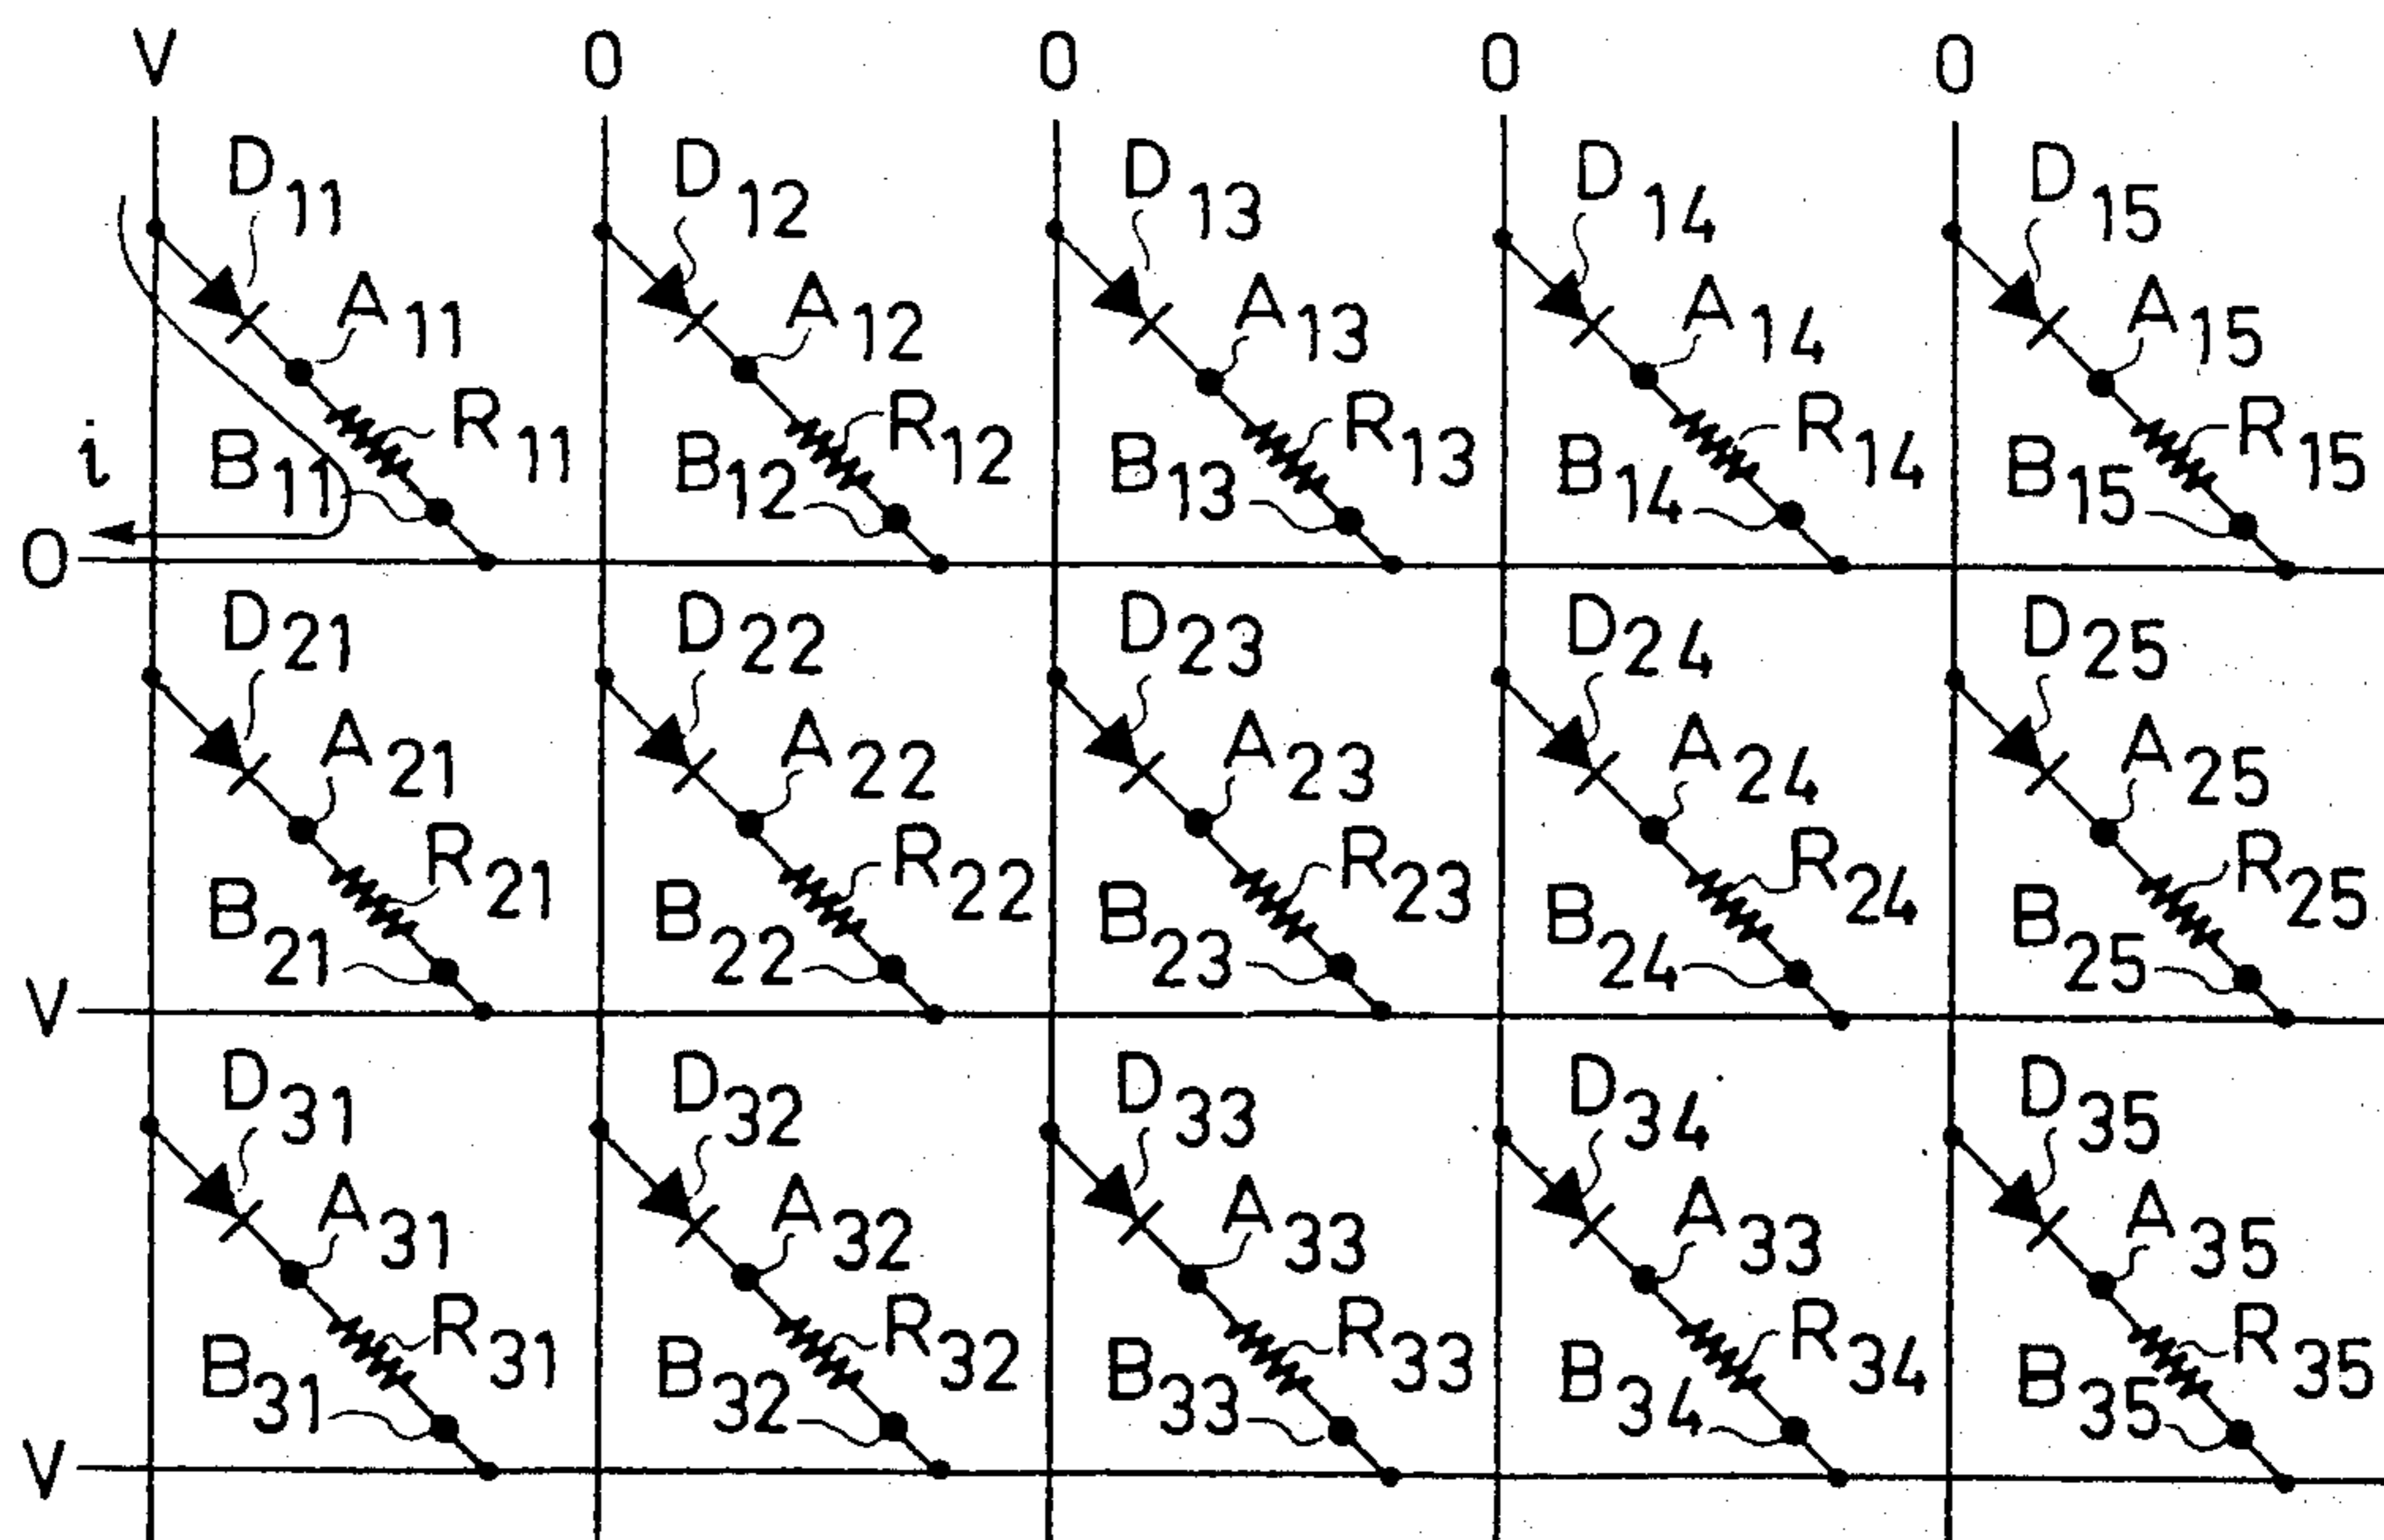 V 0 0 0 0
D11 D12 D13 D14 D15
A11 A12 A13 A14 A15
R11 R12 R13 R14 R15
i B11 B12 B13 B14 B15
0
D21 D22 D23 D24 D25
A21 A22 A23 A24 A25
R21 R22 R23 R24 R25
B21 B22 B23 B24 B25
V
D31 D32 D33 D34 D35
A31 A32 A33 A33 A35
R31 R32 R33 R34 R35
B31 B32 B33 B34 B35
V